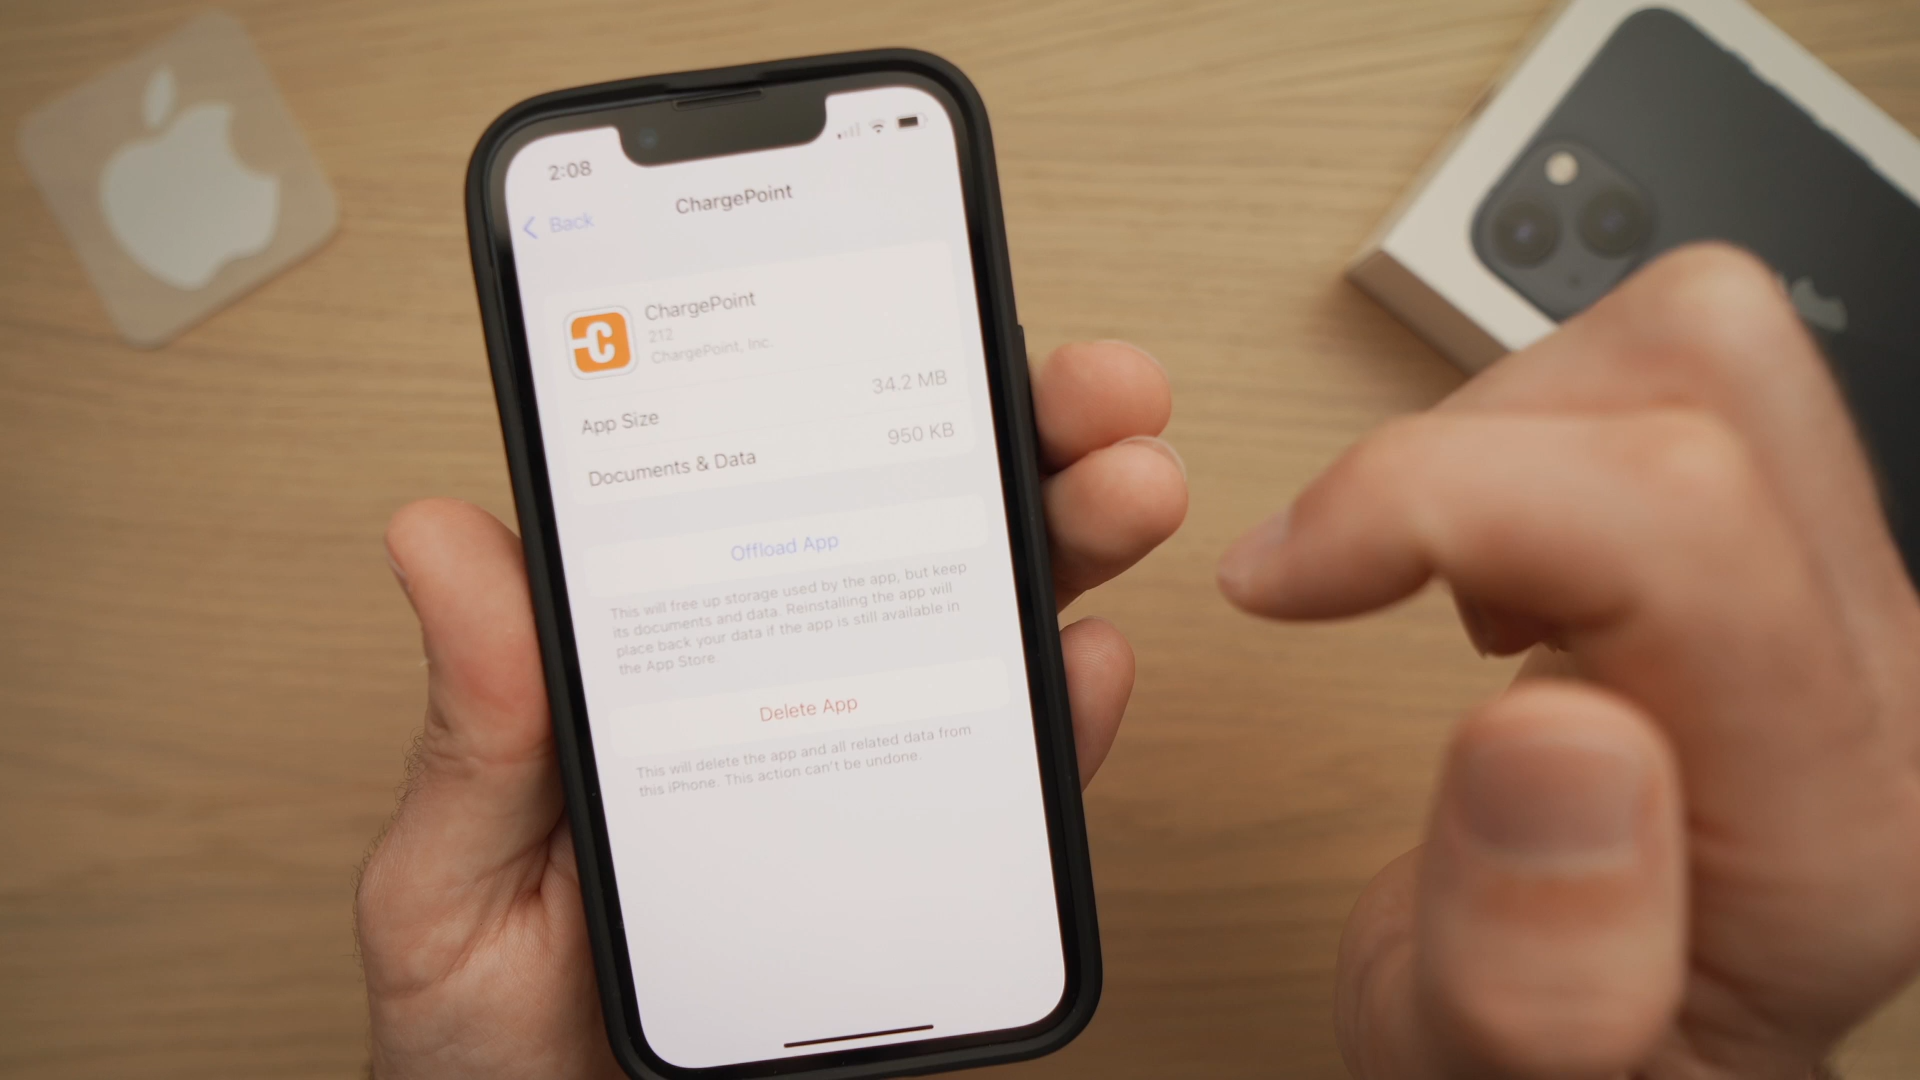 2:08
Back
ChargePoint
ChargePoint
212
ChargePoint, Inc.
App Size 34.2 MB
Documents & Data 950 KB
Offload App
This will free up storage used by the app, but keep
its documents and data. Reinstalling the app will
place back your data if the app is still available in
the App Store.
Delete App
This will delete the app and all related data from
this iPhone. This action can't be undone.